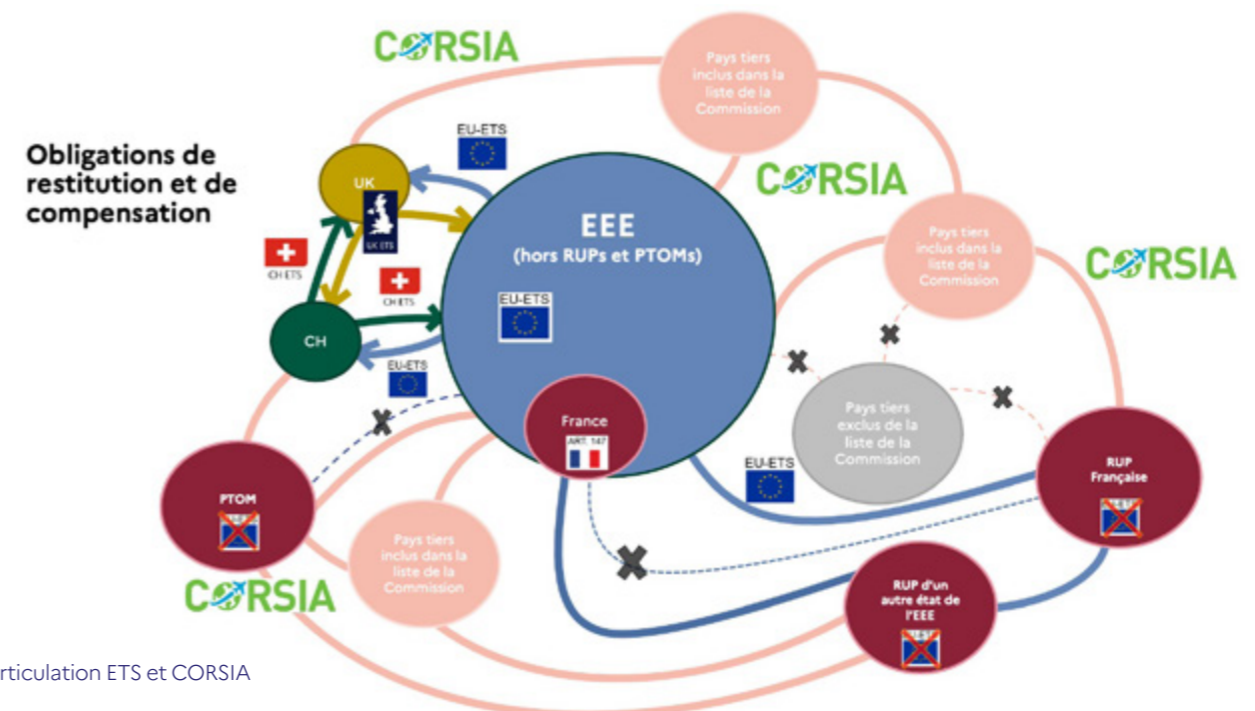 CORSIA
Pays tiers
inclus dans la
liste de la
Commission
EU-ETS
Obligations de
restitution et de
compensation
UK
UK ETS
CORSIA
EEE
(hors RUPs et PTOMs)
CH ETS
CH ETS
Pays tiers
inclus dans la
liste de la
Commission
CORSIA
EU-ETS
CH
EU-ETS
France
ART. 147
Pays tiers
exclus de la
liste de la
Commission
EU-ETS
RUP
Française
PTOM
Pays tiers
inclus dans la
liste de la
Commission
CORSIA
RUP d'un
autre état de
l'EEE
rticulation ETS et CORSIA